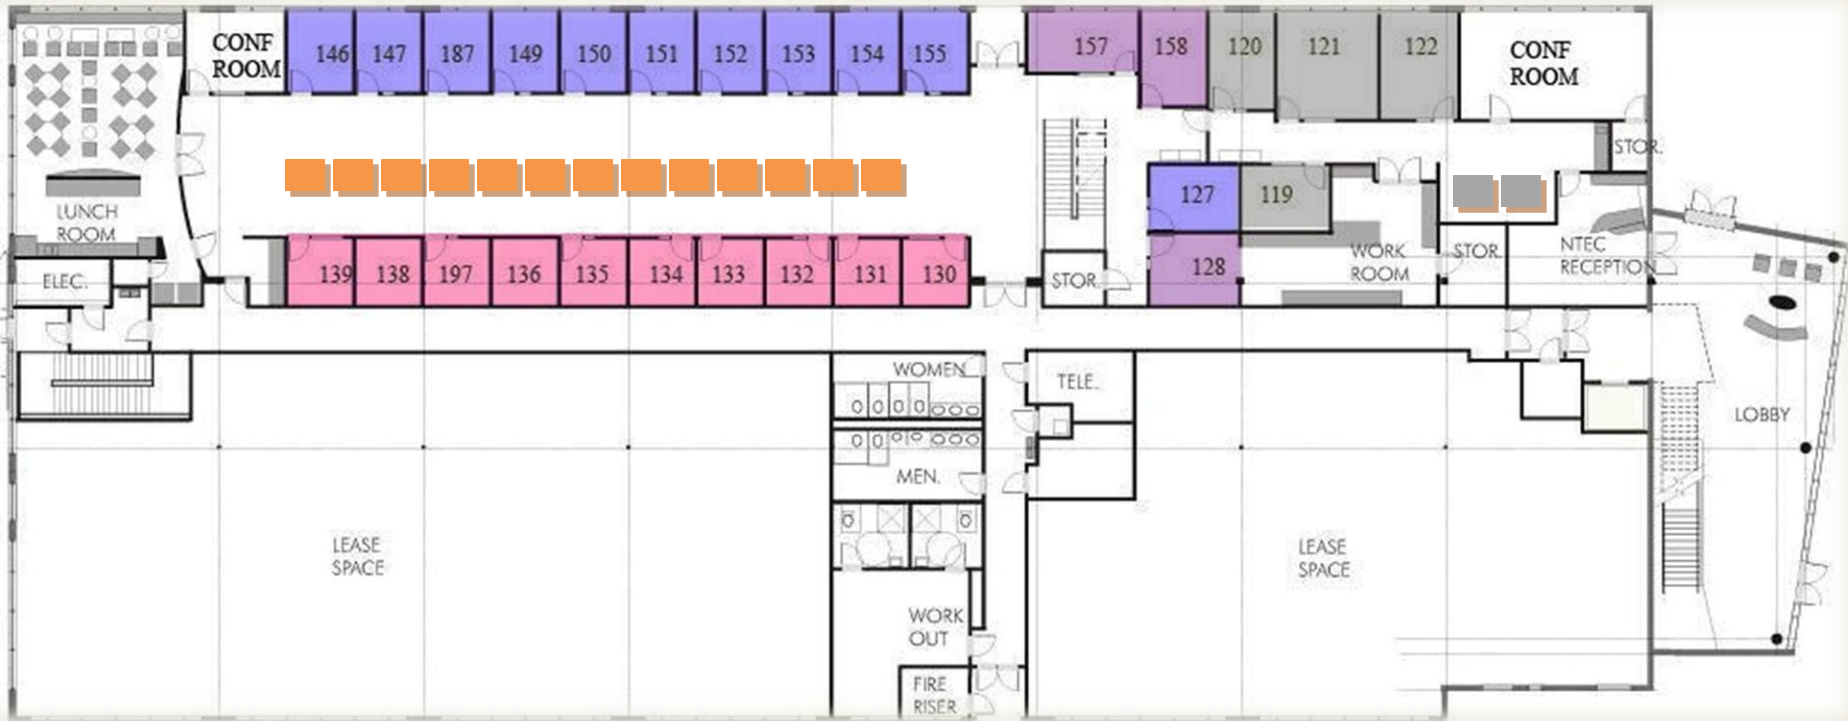 CONF
ROOM
146
147
187
149
150
151
152
153
154
155
157
158
120
121
122
CONF
ROOM
STOR.
LUNCH
ROOM
127
119
ELEC.
139
138
197
136
135
134
133
132
131
130
STOR.
128
WORK
ROOM
STOR.
NTEC
RECEPTION
WOMEN
TELE.
LOBBY
MEN.
LEASE
SPACE
LEASE
SPACE
WORK
OUT
FIRE
RISER